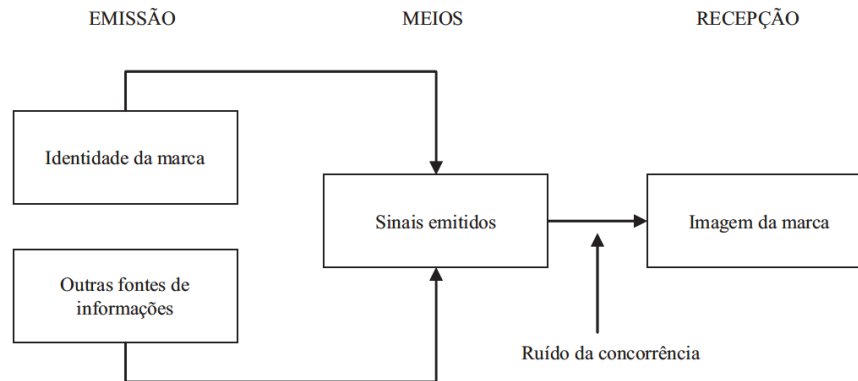 EMISSÃO
MEIOS
RECEPÇÃO
Identidade da marca
Sinais emitidos
Imagem da marca
Outras fontes de
informações
Ruído da concorrência